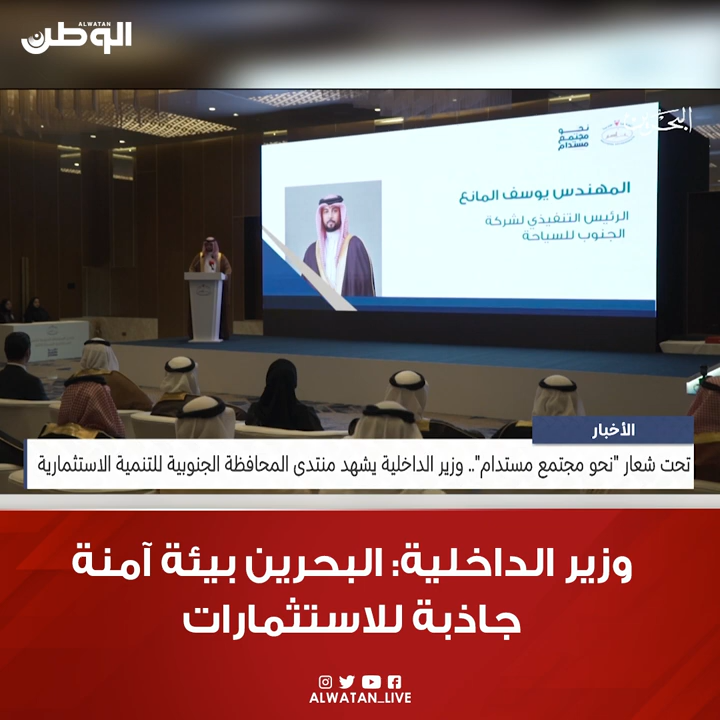 ALWATAN
الوطن
البحرين
نحو
مجتمع
مستدام
المهندس يوسف المانع
الرئيس التنفيذي لشركة
الجنوب للسياحة
الأخبار
تحت شعار "نحو مجتمع مستدام".. وزير الداخلية يشهد منتدى المحافظة الجنوبية للتنمية الاستثمارية
وزير الداخلية: البحرين بيئة آمنة
جاذبة للاستثمارات
ALWATAN_LIVE